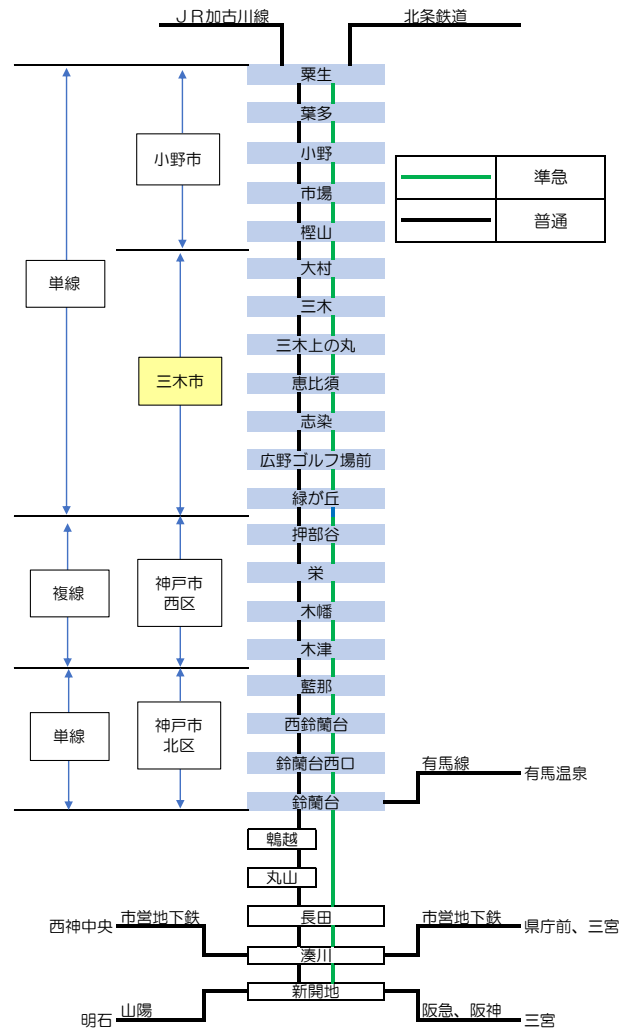 JR加古川線
北条鉄道
粟生
葉多
小野
市場
樫山
大村
三木
三木上の丸
恵比須
志染
広野ゴルフ場前
緑が丘
押部谷
栄
木幡
木津
藍那
西鈴蘭台
鈴蘭台西口
鈴蘭台
鵯越
丸山
長田
湊川
新開地
準急
普通
小野市
単線
三木市
複線
神戸市
西区
単線
神戸市
北区
有馬線
有馬温泉
市営地下鉄
西神中央
市営地下鉄
県庁前、三宮
山陽
明石
阪急、阪神
三宮